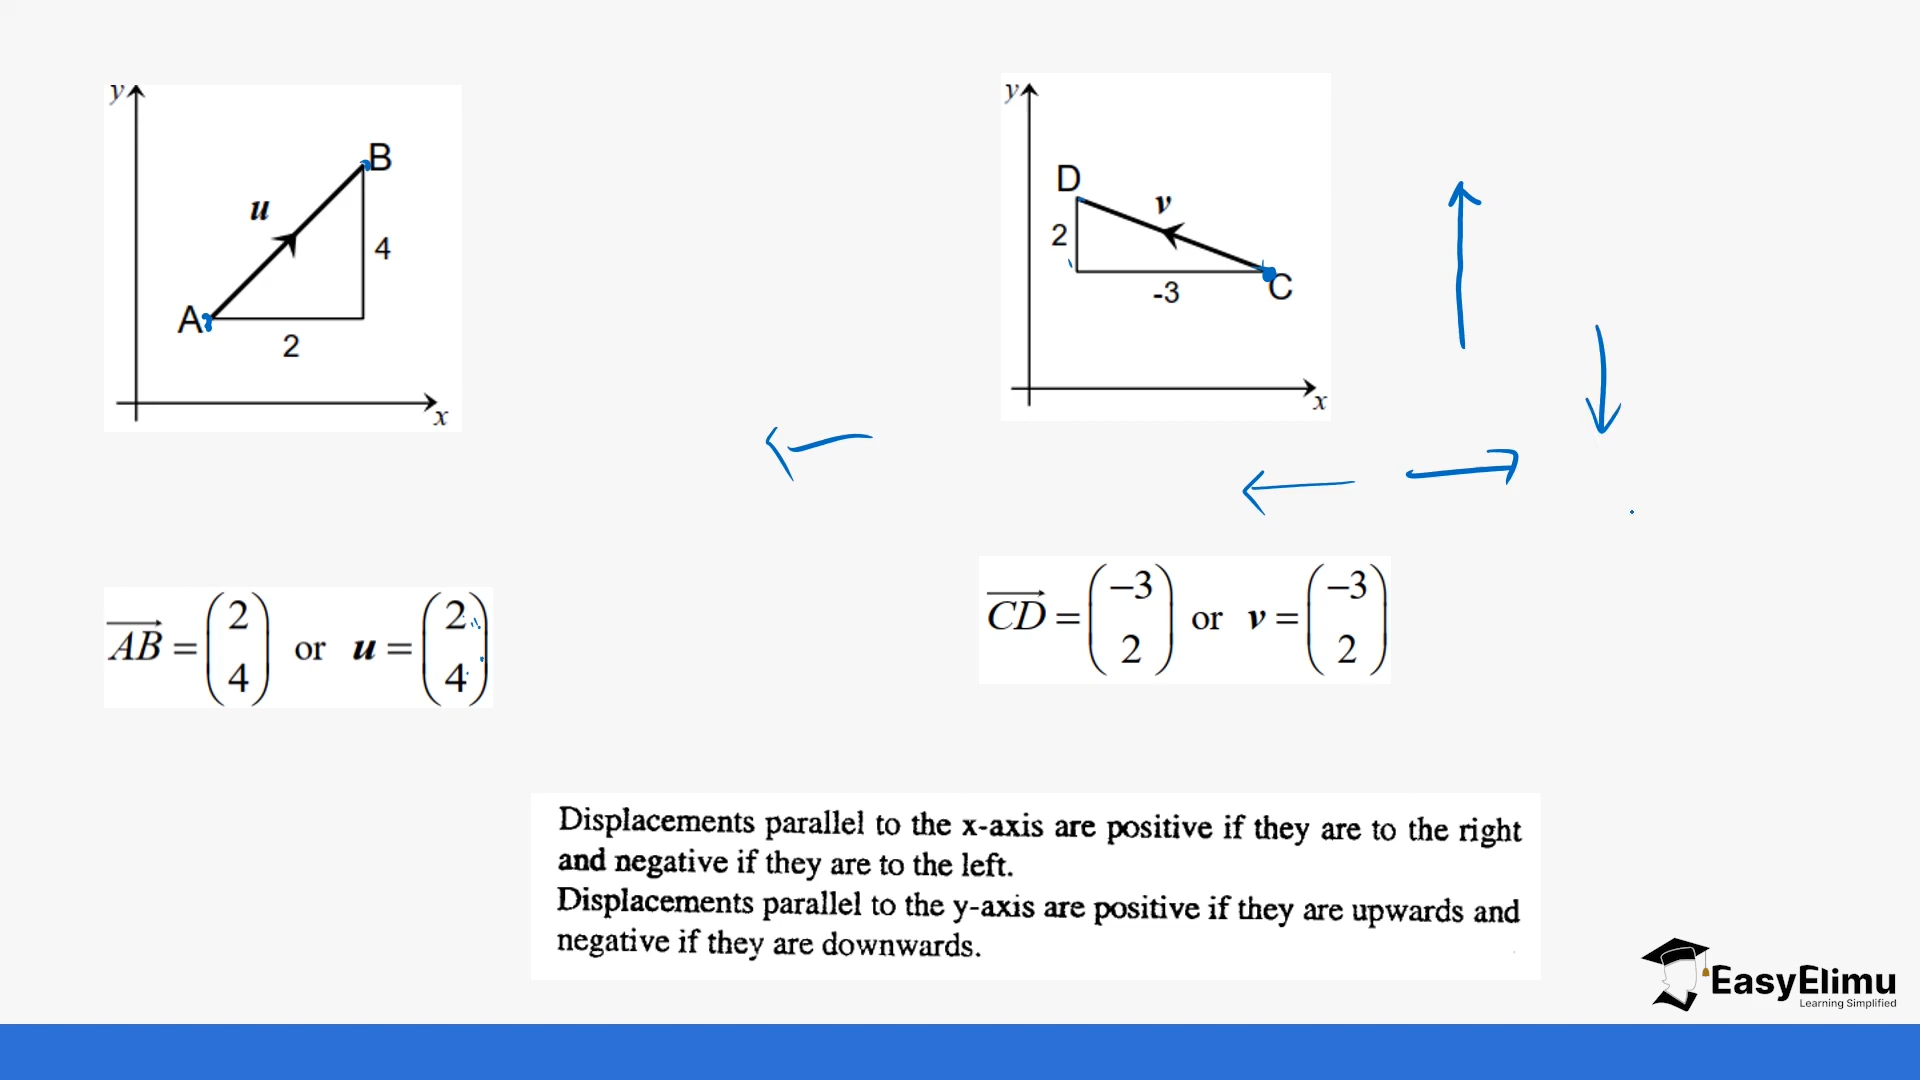 y
B
u
4
A
2
x
y
D
v
2
-3
C
x
AB = (2 4) or u = (2 4)
CD = (−3 2) or v = (−3 2)
Displacements parallel to the x-axis are positive if they are to the right
and negative if they are to the left.
Displacements parallel to the y-axis are positive if they are upwards and
negative if they are downwards.
EasyElimu
Learning Simplified